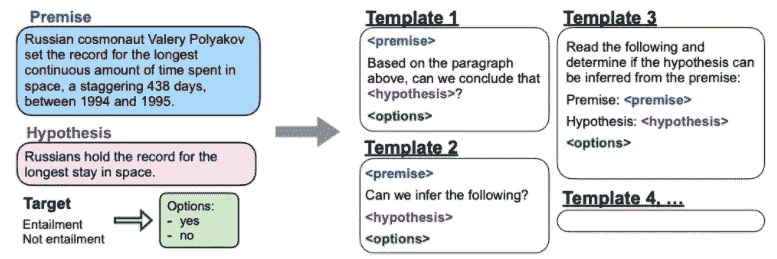 Premise
Russian cosmonaut Valery Polyakov
set the record for the longest
continuous amount of time spent in
space, a staggering 438 days,
between 1994 and 1995.
Hypothesis
Russians hold the record for the
longest stay in space.
Target
Entailment
Not entailment
Options:
- yes
- no
Template 1
<premise>
Based on the paragraph
above, can we conclude that
<hypothesis>?
<options>
Template 2
<premise>
Can we infer the following?
<hypothesis>
<options>
Template 3
Read the following and
determine if the hypothesis can
be inferred from the premise:
Premise: <premise>
Hypothesis: <hypothesis>
<options>
Template 4, ...